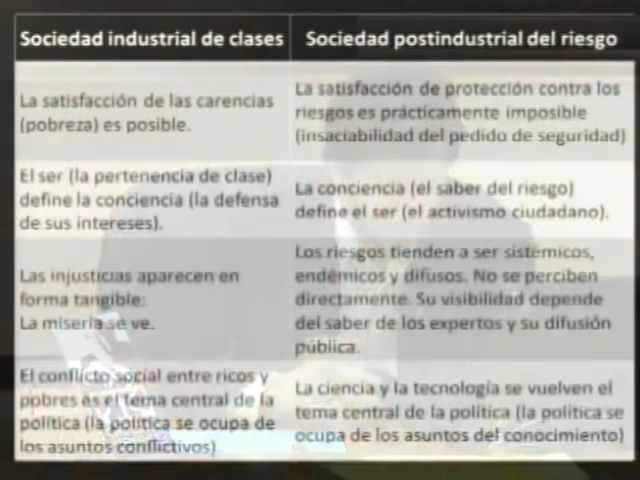 Sociedad industrial de clases
Sociedad postindustrial del riesgo
La satisfacción de las carencias
(pobreza) es posible.
La satisfacción de protección contra los
riesgos es prácticamente imposible
(insaciabilidad del pedido de seguridad)
El ser (la pertenencia de clase)
define la conciencia (la defensa
de sus intereses).
La conciencia (el saber del riesgo)
define el ser (el activismo ciudadano).
Las injusticias aparecen en
forma tangible:
La miseria se ve.
Los riesgos tienden a ser sistémicos,
endémicos y difusos. No se perciben
directamente. Su visibilidad depende
del saber de los expertos y su difusión
pública.
El conflicto social entre ricos y
pobres es el tema central de la
política (la política se ocupa de
los asuntos conflictivos)
La ciencia y la tecnología se vuelven el
tema central de la política (la política se
ocupa de los asuntos del conocimiento)